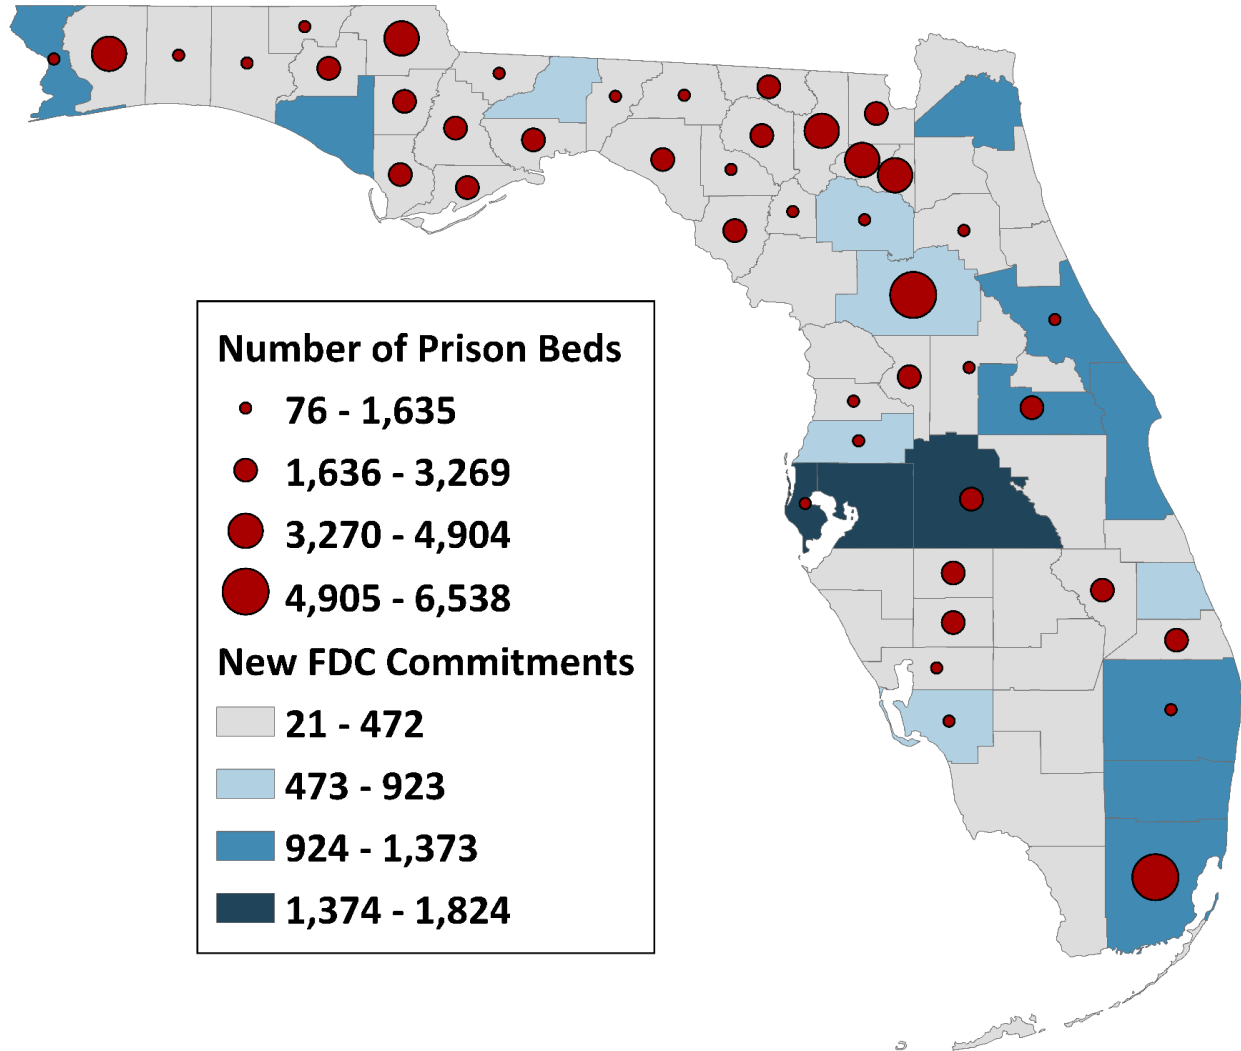 Number of Prison Beds
76 - 1,635
1,636 - 3,269
3,270 - 4,904
4,905 - 6,538
New FDC Commitments
21 - 472
473 - 923
924 - 1,373
1,374 - 1,824